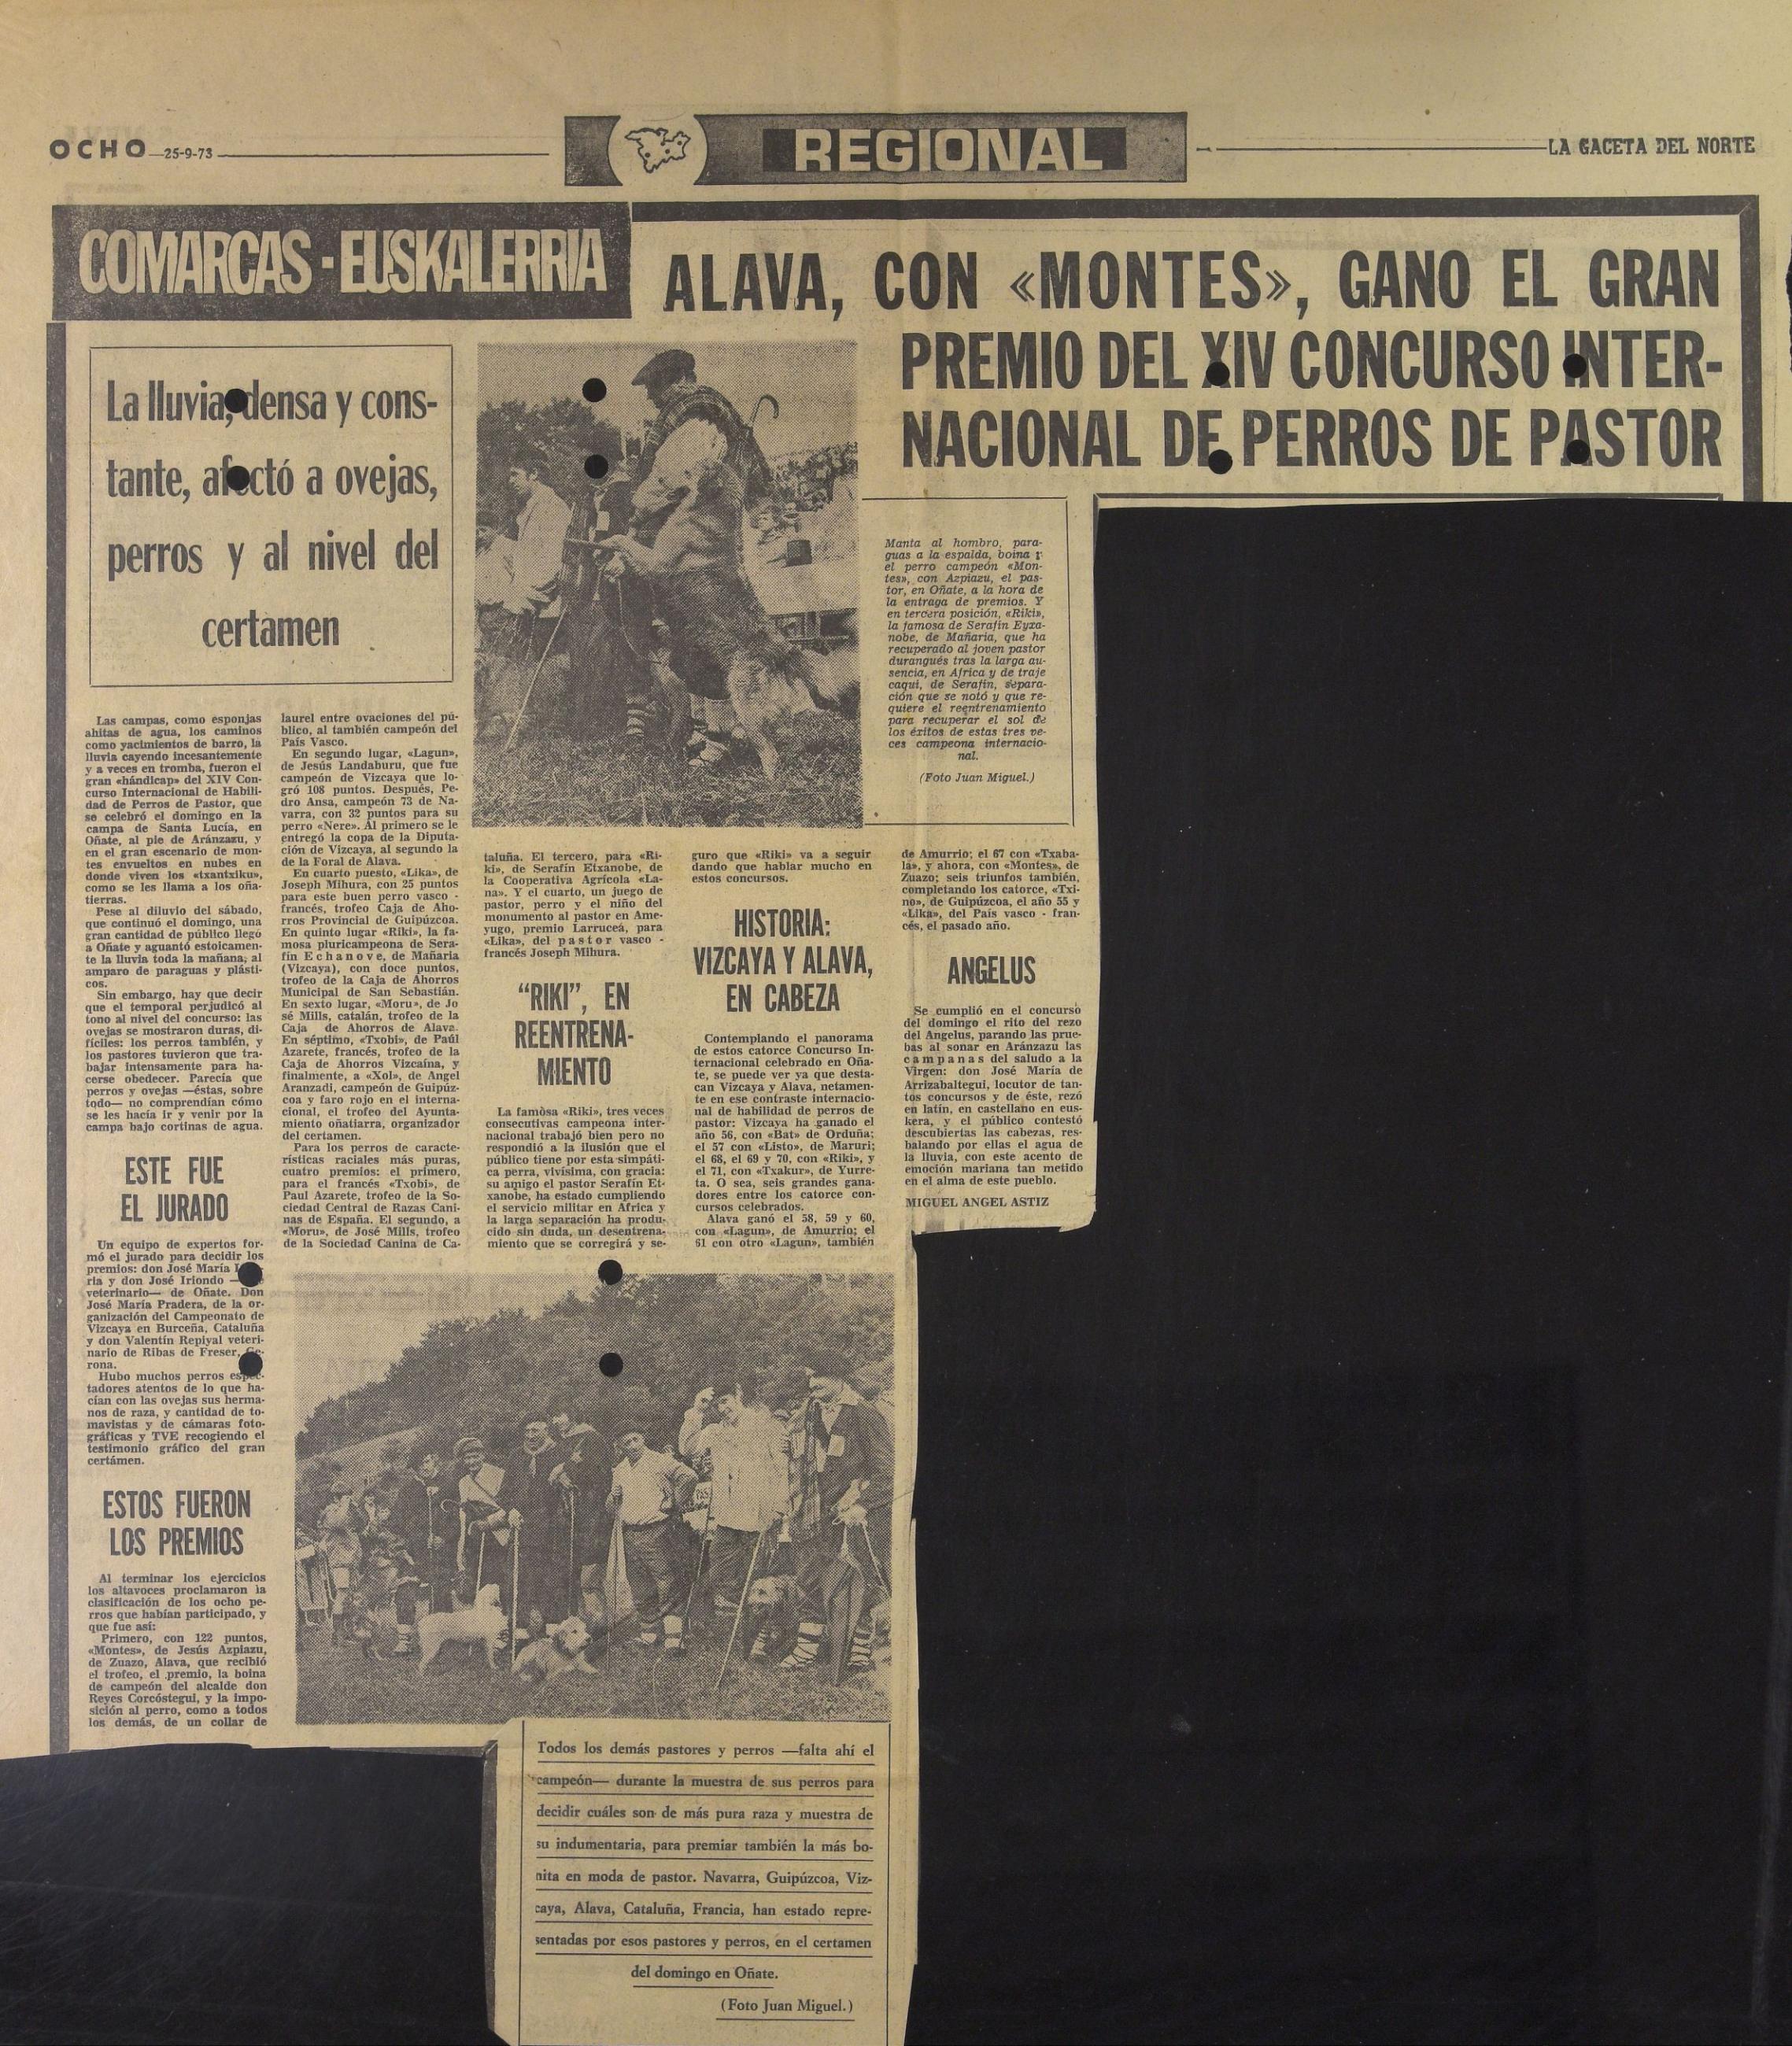 OCHO —25-9-73
REGIONAL
LA GACETA DEL NORTE
COMARCAS - EUSKALERRIA
ALAVA, CON «MONTES», GANO EL GRAN
PREMIO DEL XIV CONCURSO INTER-
NACIONAL DE PERROS DE PASTOR
La lluvia, densa y cons-
tante, afectó a ovejas,
perros y al nivel del
certamen
Manta al hombro, para-
guas a la espalda, boina y
el perro campeón «Mon-
tes», con Azpiazu, el pas-
tor, en Oñate, a la hora de
la entraga de premios. Y
en tercera posición, «Riki»,
la famosa de Serafín Eyxa-
nobe, de Mañaria, que ha
recuperado al joven pastor
durangués tras la larga au-
sencia, en Africa y de traje
caqui, de Serafín, separa-
ción que se notó y que re-
quiere el reentrenamiento
para recuperar el sol de
los éxitos de estas tres ve-
ces campeona internacio-
nal.
(Foto Juan Miguel.)
Las campas, como esponjas
ahitas de agua, los caminos
como yacimientos de barro, la
lluvia cayendo incesantemente
y a veces en tromba, fueron el
gran «hándicap» del XIV Con-
curso Internacional de Habili-
dad de Perros de Pastor, que
se celebró el domingo en la
campa de Santa Lucía, en
Oñate, al pie de Aránzazu, y
en el gran escenario de mon-
tes envueltos en nubes en
donde viven los «txantxiku»,
como se les llama a los oña-
tierras.
Pese al diluvio del sábado,
que continuó el domingo, una
gran cantidad de público llegó
a Oñate y aguantó estoicamen-
te la lluvia toda la mañana, al
amparo de paraguas y plásti-
cos.
Sin embargo, hay que decir
que el temporal perjudicó al
tono al nivel del concurso: las
ovejas se mostraron duras, di-
fíciles: los perros también, y
los pastores tuvieron que tra-
bajar intensamente para ha-
cerse obedecer. Parecía que
perros y ovejas —éstas, sobre
todo— no comprendían cómo
se les hacía ir y venir por la
campa bajo cortinas de agua.
ESTE FUE
EL JURADO
Un equipo de expertos for-
mó el jurado para decidir los
premios: don José María
ria y don José Iriondo —
veterinario— de Oñate. Don
José María Pradera, de la or-
ganización del Campeonato de
Vizcaya en Burceña, Cataluña
y don Valentín Repiyal veteri-
nario de Ribas de Freser, Ge-
rona.
Hubo muchos perros espec-
tadores atentos de lo que ha-
cían con las ovejas sus herma-
nos de raza, y cantidad de to-
mavistas y de cámaras foto-
gráficas y TVE recogiendo el
testimonio gráfico del gran
certámen.
ESTOS FUERON
LOS PREMIOS
Al terminar los ejercicios
los altavoces proclamaron la
clasificación de los ocho pe-
rros que habían participado, y
que fue así:
Primero, con 122 puntos,
«Montes», de Jesús Azpiazu,
de Zuazo, Alava, que recibió
el trofeo, el premio, la boina
de campeón del alcalde don
Reyes Corcóstegui, y la impo-
sición al perro, como a todos
los demás, de un collar de
laurel entre ovaciones del pú-
blico, al también campeón del
País Vasco.
En segundo lugar, «Lagun»,
de Jesús Landaburu, que fue
campeón de Vizcaya que lo-
gró 108 puntos. Después, Pe-
dro Ansa, campeón 73 de Na-
varra, con 32 puntos para su
perro «Nere». Al primero se le
entregó la copa de la Diputa-
ción de Vizcaya, al segundo la
de la Foral de Alava.
En cuarto puesto, «Lika», de
Joseph Mihura, con 25 puntos
para este buen perro vasco -
francés, trofeo Caja de Aho-
rros Provincial de Guipúzcoa.
En quinto lugar «Riki», la fa-
mosa pluricampeona de Sera-
fín Echanove, de Mañaria
(Vizcaya), con doce puntos,
trofeo de la Caja de Ahorros
Municipal de San Sebastián.
En sexto lugar, «Moru», de Jo
sé Mills, catalán, trofeo de la
Caja de Ahorros de Alava.
En séptimo, «Txobi», de Paúl
Azarete, francés, trofeo de la
Caja de Ahorros Vizcaína, y
finalmente, a «Xol», de Angel
Aranzadi, campeón de Guipúz-
coa y faro rojo en el interna-
cional, el trofeo del Ayunta-
miento oñatiarra, organizador
del certamen.
Para los perros de caracte-
rísticas raciales más puras,
cuatro premios: el primero,
para el francés «Txobi», de
Paul Azarete, trofeo de la So-
ciedad Central de Razas Cani-
nas de España. El segundo, a
«Moru», de José Mills, trofeo
de la Sociedad Canina de Ca-
taluña. El tercero, para «Ri-
ki», de Serafín Etxanobe, de
la Cooperativa Agrícola «La-
na». Y el cuarto, un juego de
pastor, perro y el niño del
monumento al pastor en Ame-
yugo, premio Larrucea, para
«Lika», del pastor vasco -
francés Joseph Mihura.
“RIKI”, EN
REENTRENA-
MIENTO
La famòsa «Riki», tres veces
consecutivas campeona inter-
nacional trabajó bien pero no
respondió a la ilusión que el
público tiene por esta simpáti-
ca perra, vivísima, con gracia:
su amigo el pastor Serafín Et-
xanobe, ha estado cumpliendo
el servicio militar en Africa y
la larga separación ha produ-
cido sin duda, un desentrena-
miento que se corregirá y se-
guro que «Riki» va a seguir
dando que hablar mucho en
estos concursos.
HISTORIA:
VIZCAYA Y ALAVA,
EN CABEZA
Contemplando el panorama
de estos catorce Concurso In-
ternacional celebrado en Oña-
te, se puede ver ya que desta-
can Vizcaya y Alava, netamen-
te en ese contraste internacio-
nal de habilidad de perros de
pastor: Vizcaya ha ganado el
año 56, con «Bat» de Orduña;
el 57 con «Listo», de Maruri;
el 68, el 69 y 70, con «Riki», y
el 71, con «Txakur», de Yurre-
ta. O sea, seis grandes gana-
dores entre los catorce con-
cursos celebrados.
Alava ganó el 58, 59 y 60,
con «Lagun», de Amurrio; el
61 con otro «Lagun», también
de Amurrio; el 67 con «Txaba-
la», y ahora, con «Montes», de
Zuazo; seis triunfos también,
completando los catorce, «Txi-
no», de Guipúzcoa, el año 55 y
«Lika», del País vasco - fran-
cés, el pasado año.
ANGELUS
Se cumplió en el concurso
del domingo el rito del rezo
del Angelus, parando las prue-
bas al sonar en Aránzazu las
campanas del saludo a la
Virgen: don José María de
Arrizabaltegui, locutor de tan-
tos concursos y de éste, rezó
en latín, en castellano en eus-
kera, y el público contestó
descubiertas las cabezas, res-
balando por ellas el agua de
la lluvia, con este acento de
emoción mariana tan metido
en el alma de este pueblo.
MIGUEL ANGEL ASTIZ
Todos los demás pastores y perros —falta ahí el
campeón— durante la muestra de sus perros para
decidir cuáles son de más pura raza y muestra de
su indumentaria, para premiar también la más bo-
nita en moda de pastor. Navarra, Guipúzcoa, Viz-
caya, Alava, Cataluña, Francia, han estado repre-
sentadas por esos pastores y perros, en el certamen
del domingo en Oñate.
(Foto Juan Miguel.)